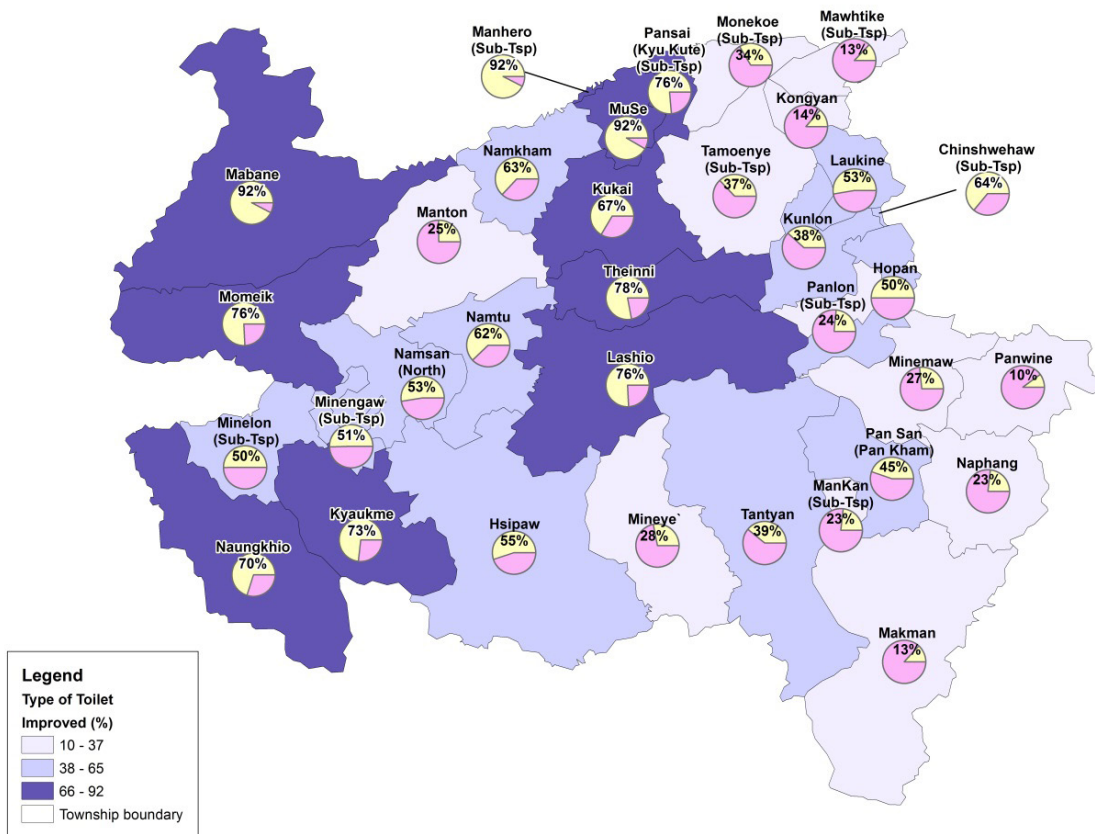 Manhero
(Sub-Tsp)
92%
Pansai
(Kyu Kute)
(Sub-Tsp)
76%
Monekoe
(Sub-Tsp)
34%
Mawhtike
(Sub-Tsp)
13%
MuSe
92%
Kongyan
14%
Namkham
63%
Tamoenye
(Sub-Tsp)
37%
Laukine
53%
Chinshwehaw
(Sub-Tsp)
64%
Mabane
92%
Kukai
67%
Manton
25%
Kunlon
38%
Theinni
78%
Hopan
50%
Momeik
76%
Panlon
(Sub-Tsp)
24%
Namtu
62%
Namsan
(North)
53%
Lashio
76%
Minemaw
27%
Panwine
10%
Minengaw
(Sub-Tsp)
51%
Minelon
(Sub-Tsp)
50%
Pan San
(Pan Kham)
45%
Naphang
23%
ManKan
(Sub-Tsp)
23%
Kyaukme
73%
Hsipaw
55%
Mineye`
28%
Tantyan
39%
Naungkhio
70%
Makman
13%
Legend
Type of Toilet
Improved (%)
10 - 37
38 - 65
66 - 92
Township boundary